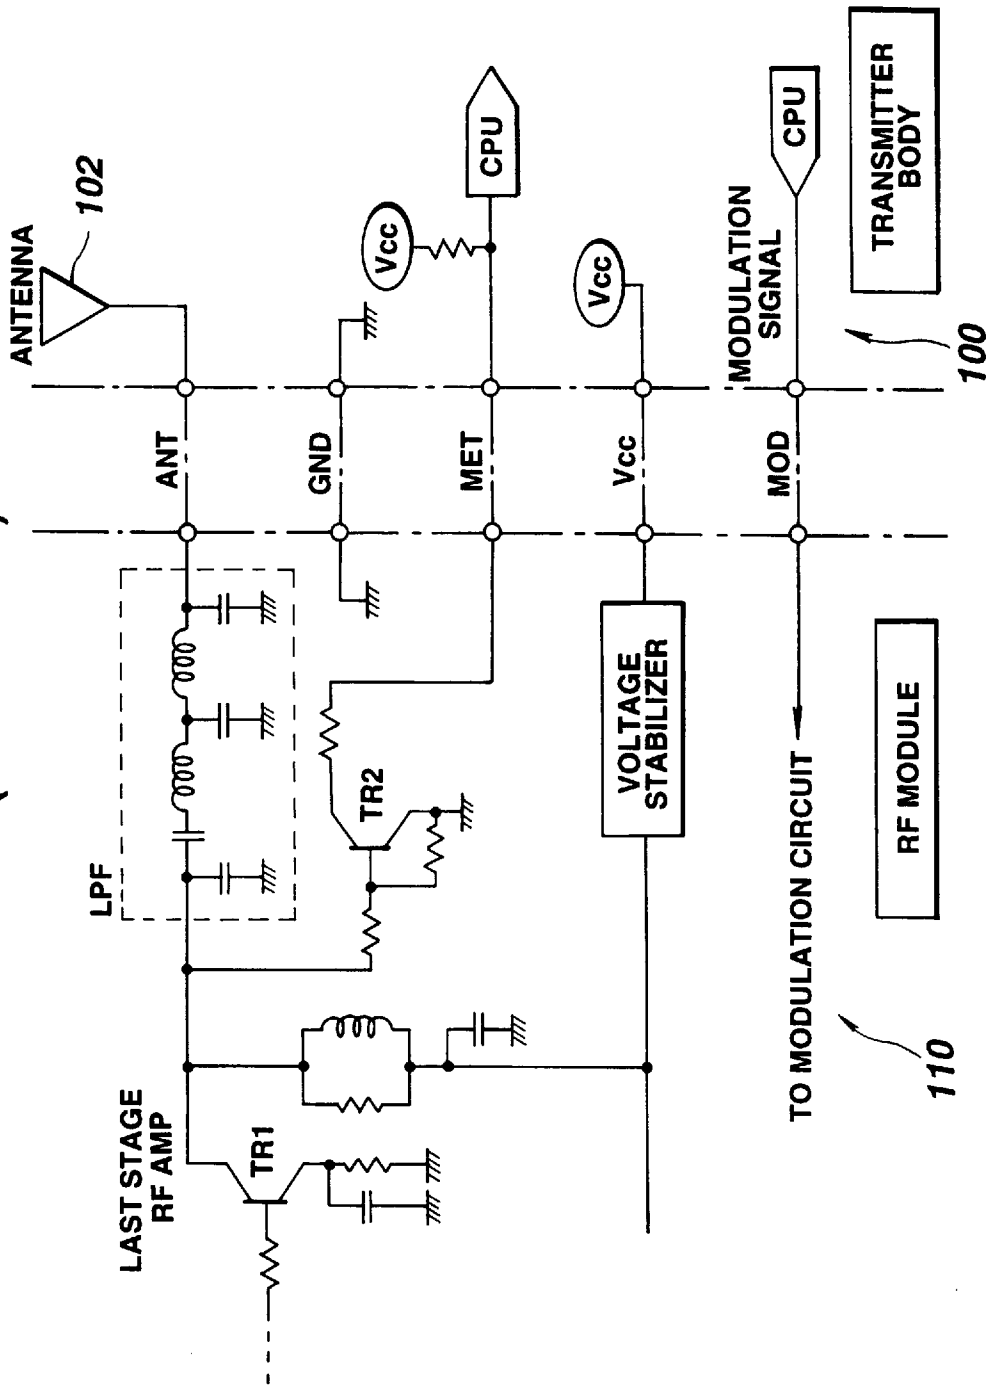 ANTENNA
102
LPF
ANT
LAST STAGE
RF AMP
TR1
TR2
GND
Vcc
MET
CPU
VOLTAGE
STABILIZER
Vcc
Vcc
TO MODULATION CIRCUIT
MOD
MODULATION
SIGNAL
CPU
110
RF MODULE
100
TRANSMITTER
BODY